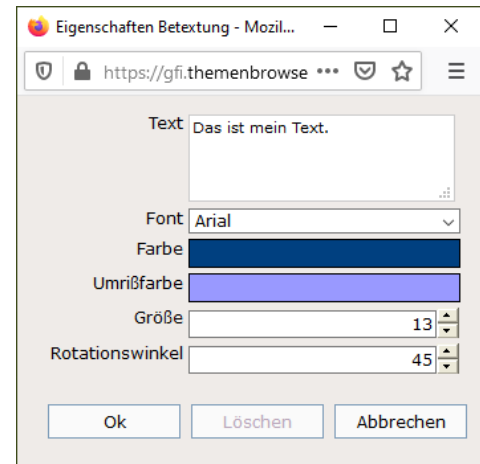 Eigenschaften Betextung - Mozil...
https://gfi.themenbrowse
Text Das ist mein Text.
Font Arial
Farbe
Umrißfarbe
Größe 13
Rotationswinkel 45
Ok Löschen Abbrechen